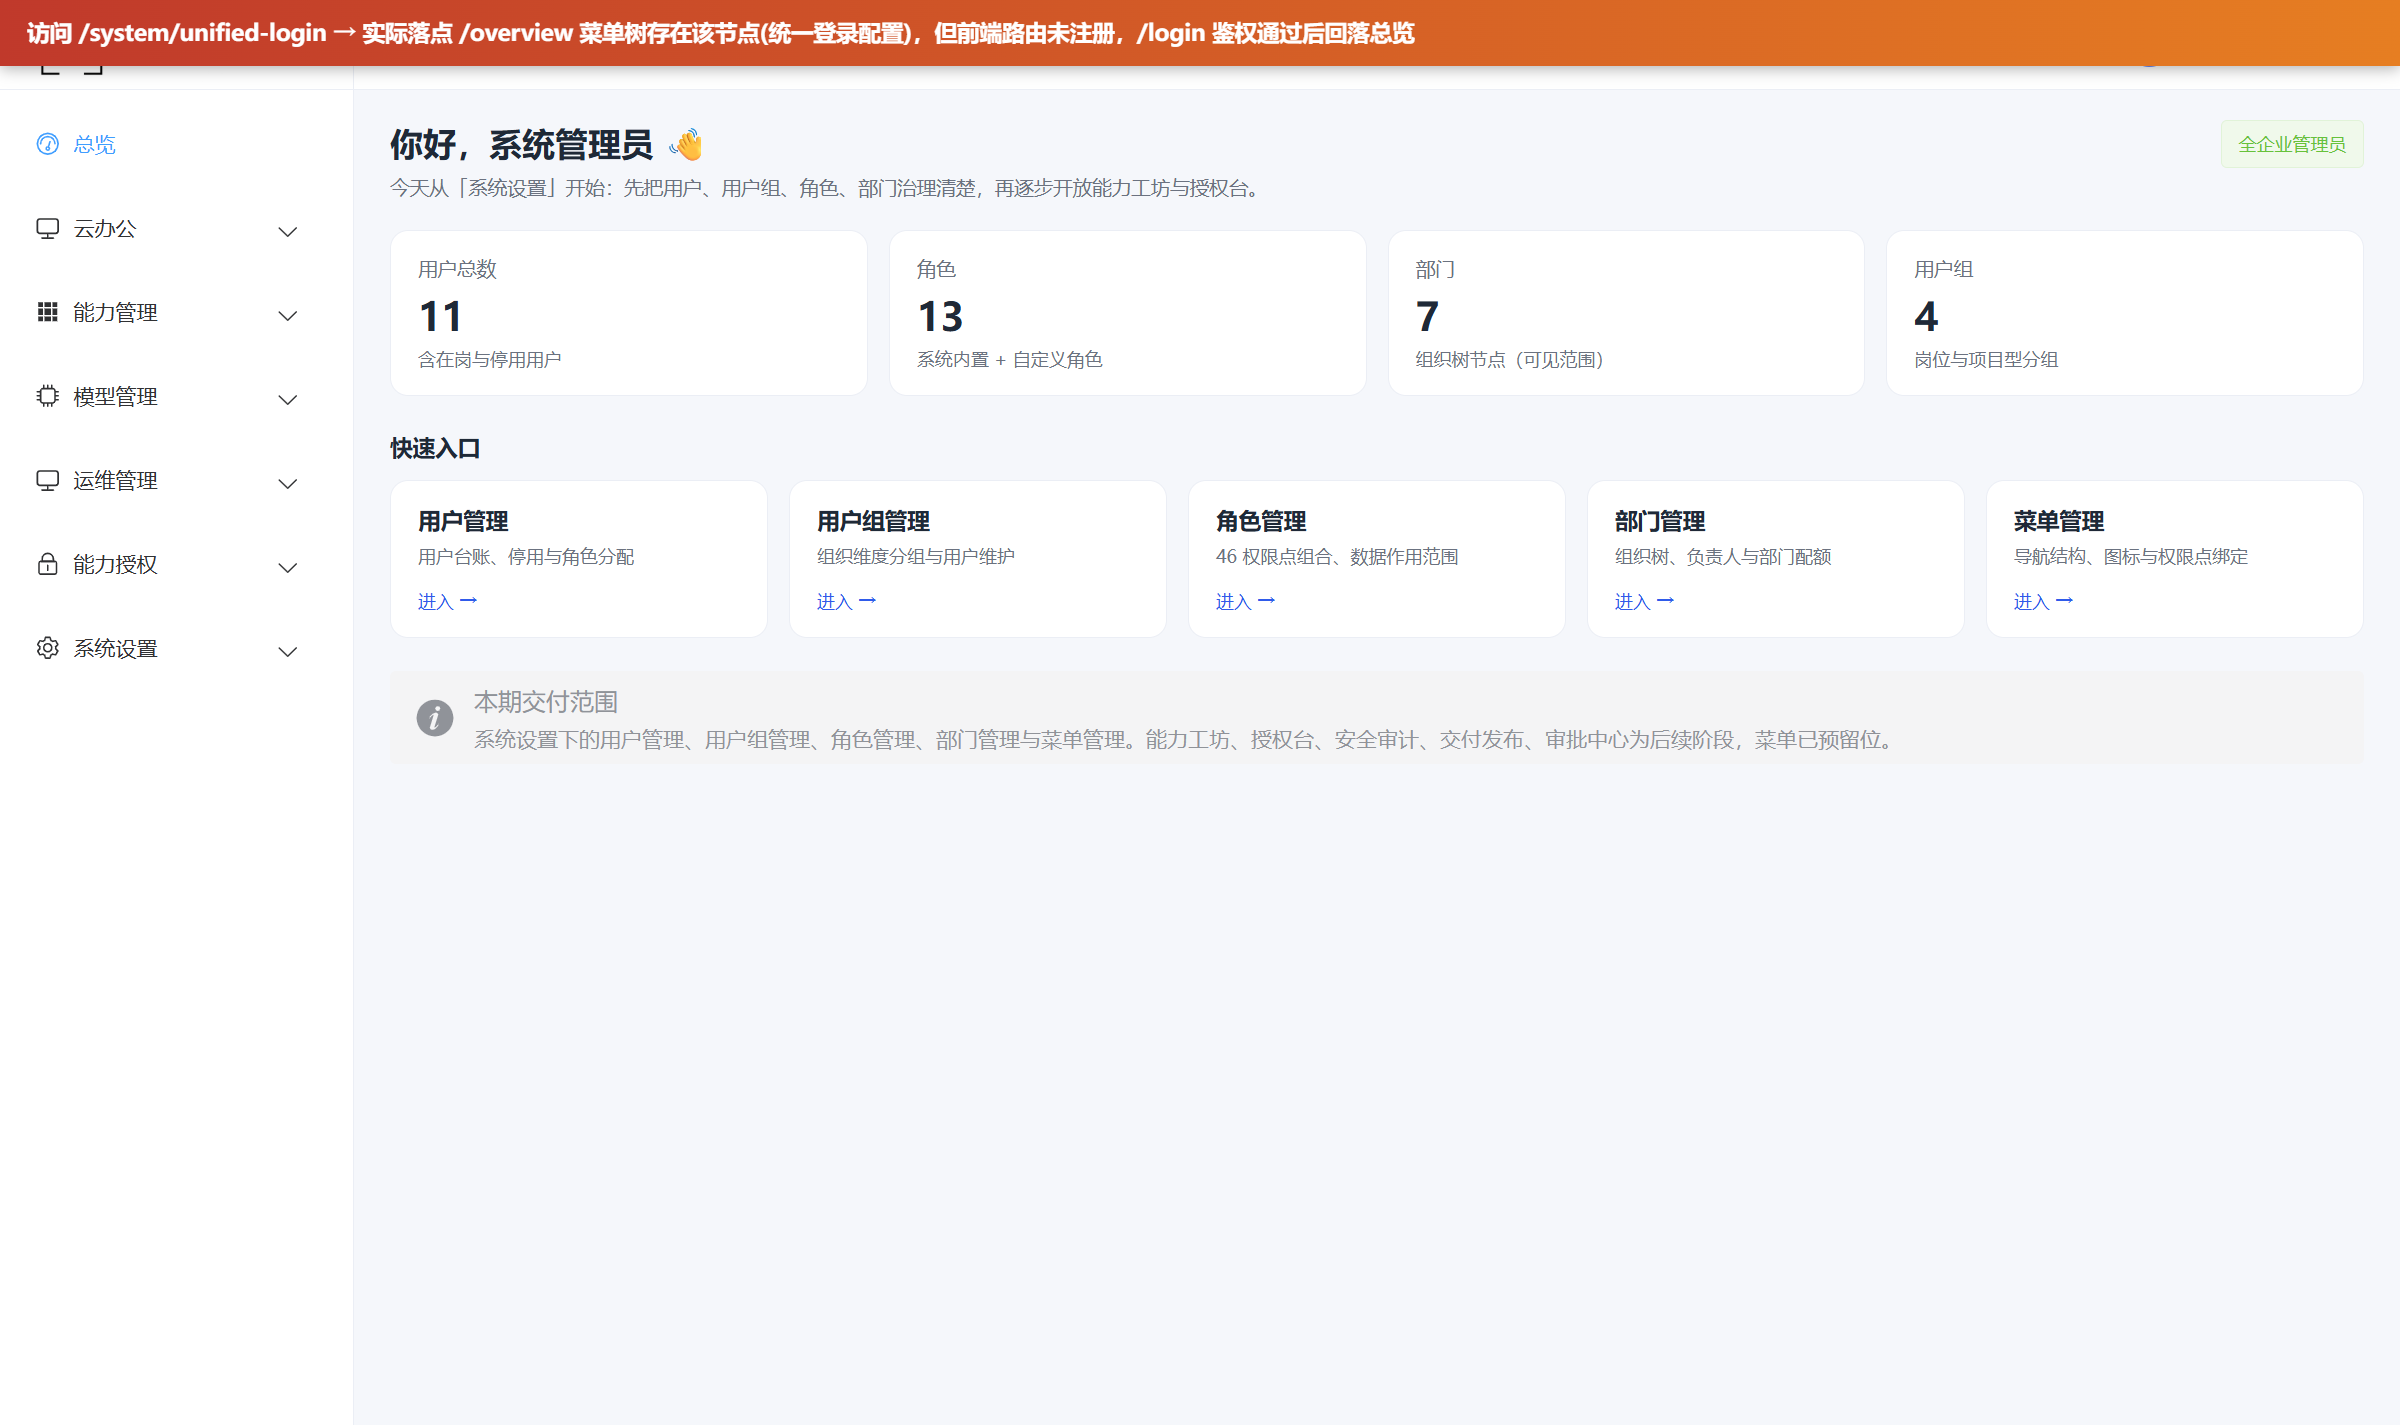 访问 /system/unified-login → 实际落点 /overview 菜单树存在该节点(统一登录配置)，但前端路由未注册，/login 鉴权通过后回落总览
总览
云办公
能力管理
模型管理
运维管理
能力授权
系统设置
你好，系统管理员 👋
全企业管理员
今天从「系统设置」开始：先把用户、用户组、角色、部门治理清楚，再逐步开放能力工坊与授权台。
用户总数
11
含在岗与停用用户
角色
13
系统内置 + 自定义角色
部门
7
组织树节点（可见范围）
用户组
4
岗位与项目型分组
快速入口
用户管理
用户台账、停用与角色分配
进入 →
用户组管理
组织维度分组与用户维护
进入 →
角色管理
46 权限点组合、数据作用范围
进入 →
部门管理
组织树、负责人与部门配额
进入 →
菜单管理
导航结构、图标与权限点绑定
进入 →
本期交付范围
系统设置下的用户管理、用户组管理、角色管理、部门管理与菜单管理。能力工坊、授权台、安全审计、交付发布、审批中心为后续阶段，菜单已预留位。